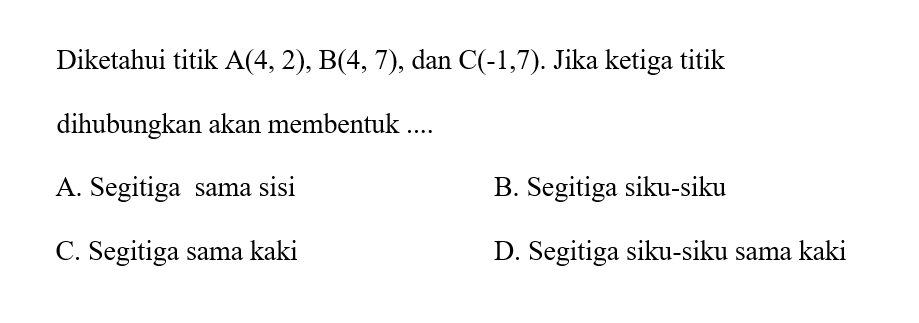 Diketahui titik A(4, 2), B(4, 7), dan C(-1,7). Jika ketiga titik
dihubungkan akan membentuk ....
A. Segitiga  sama sisi B. Segitiga siku-siku
C. Segitiga sama kaki D. Segitiga siku-siku sama kaki